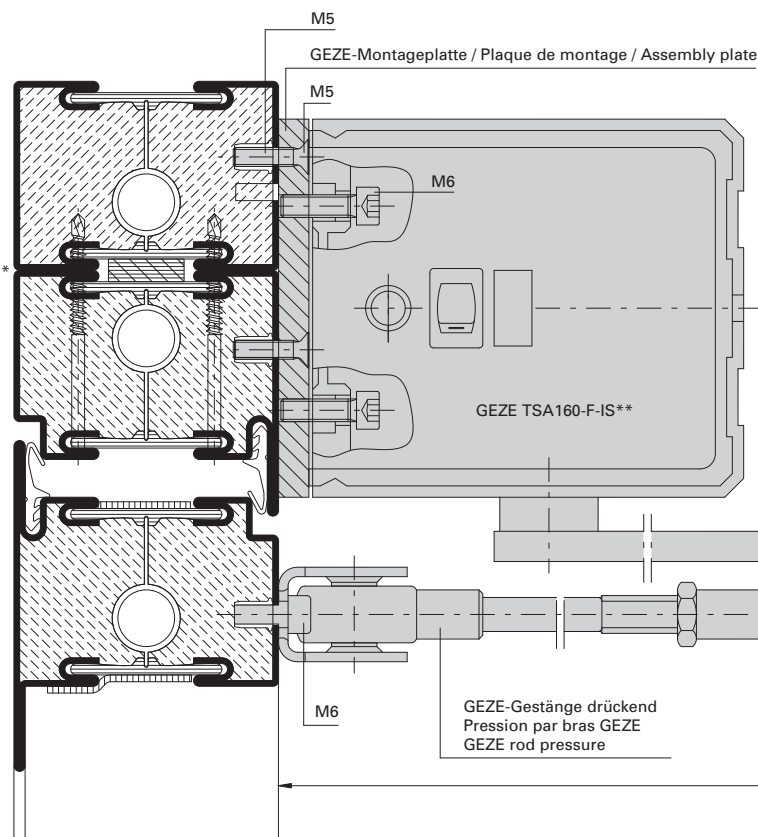 M5
GEZE-Montageplatte / Plaque de montage / Assembly plate
M5
M6
*
GEZE TSA160-F-IS**
M6
GEZE-Gestänge drückend
Pression par bras GEZE
GEZE rod pressure